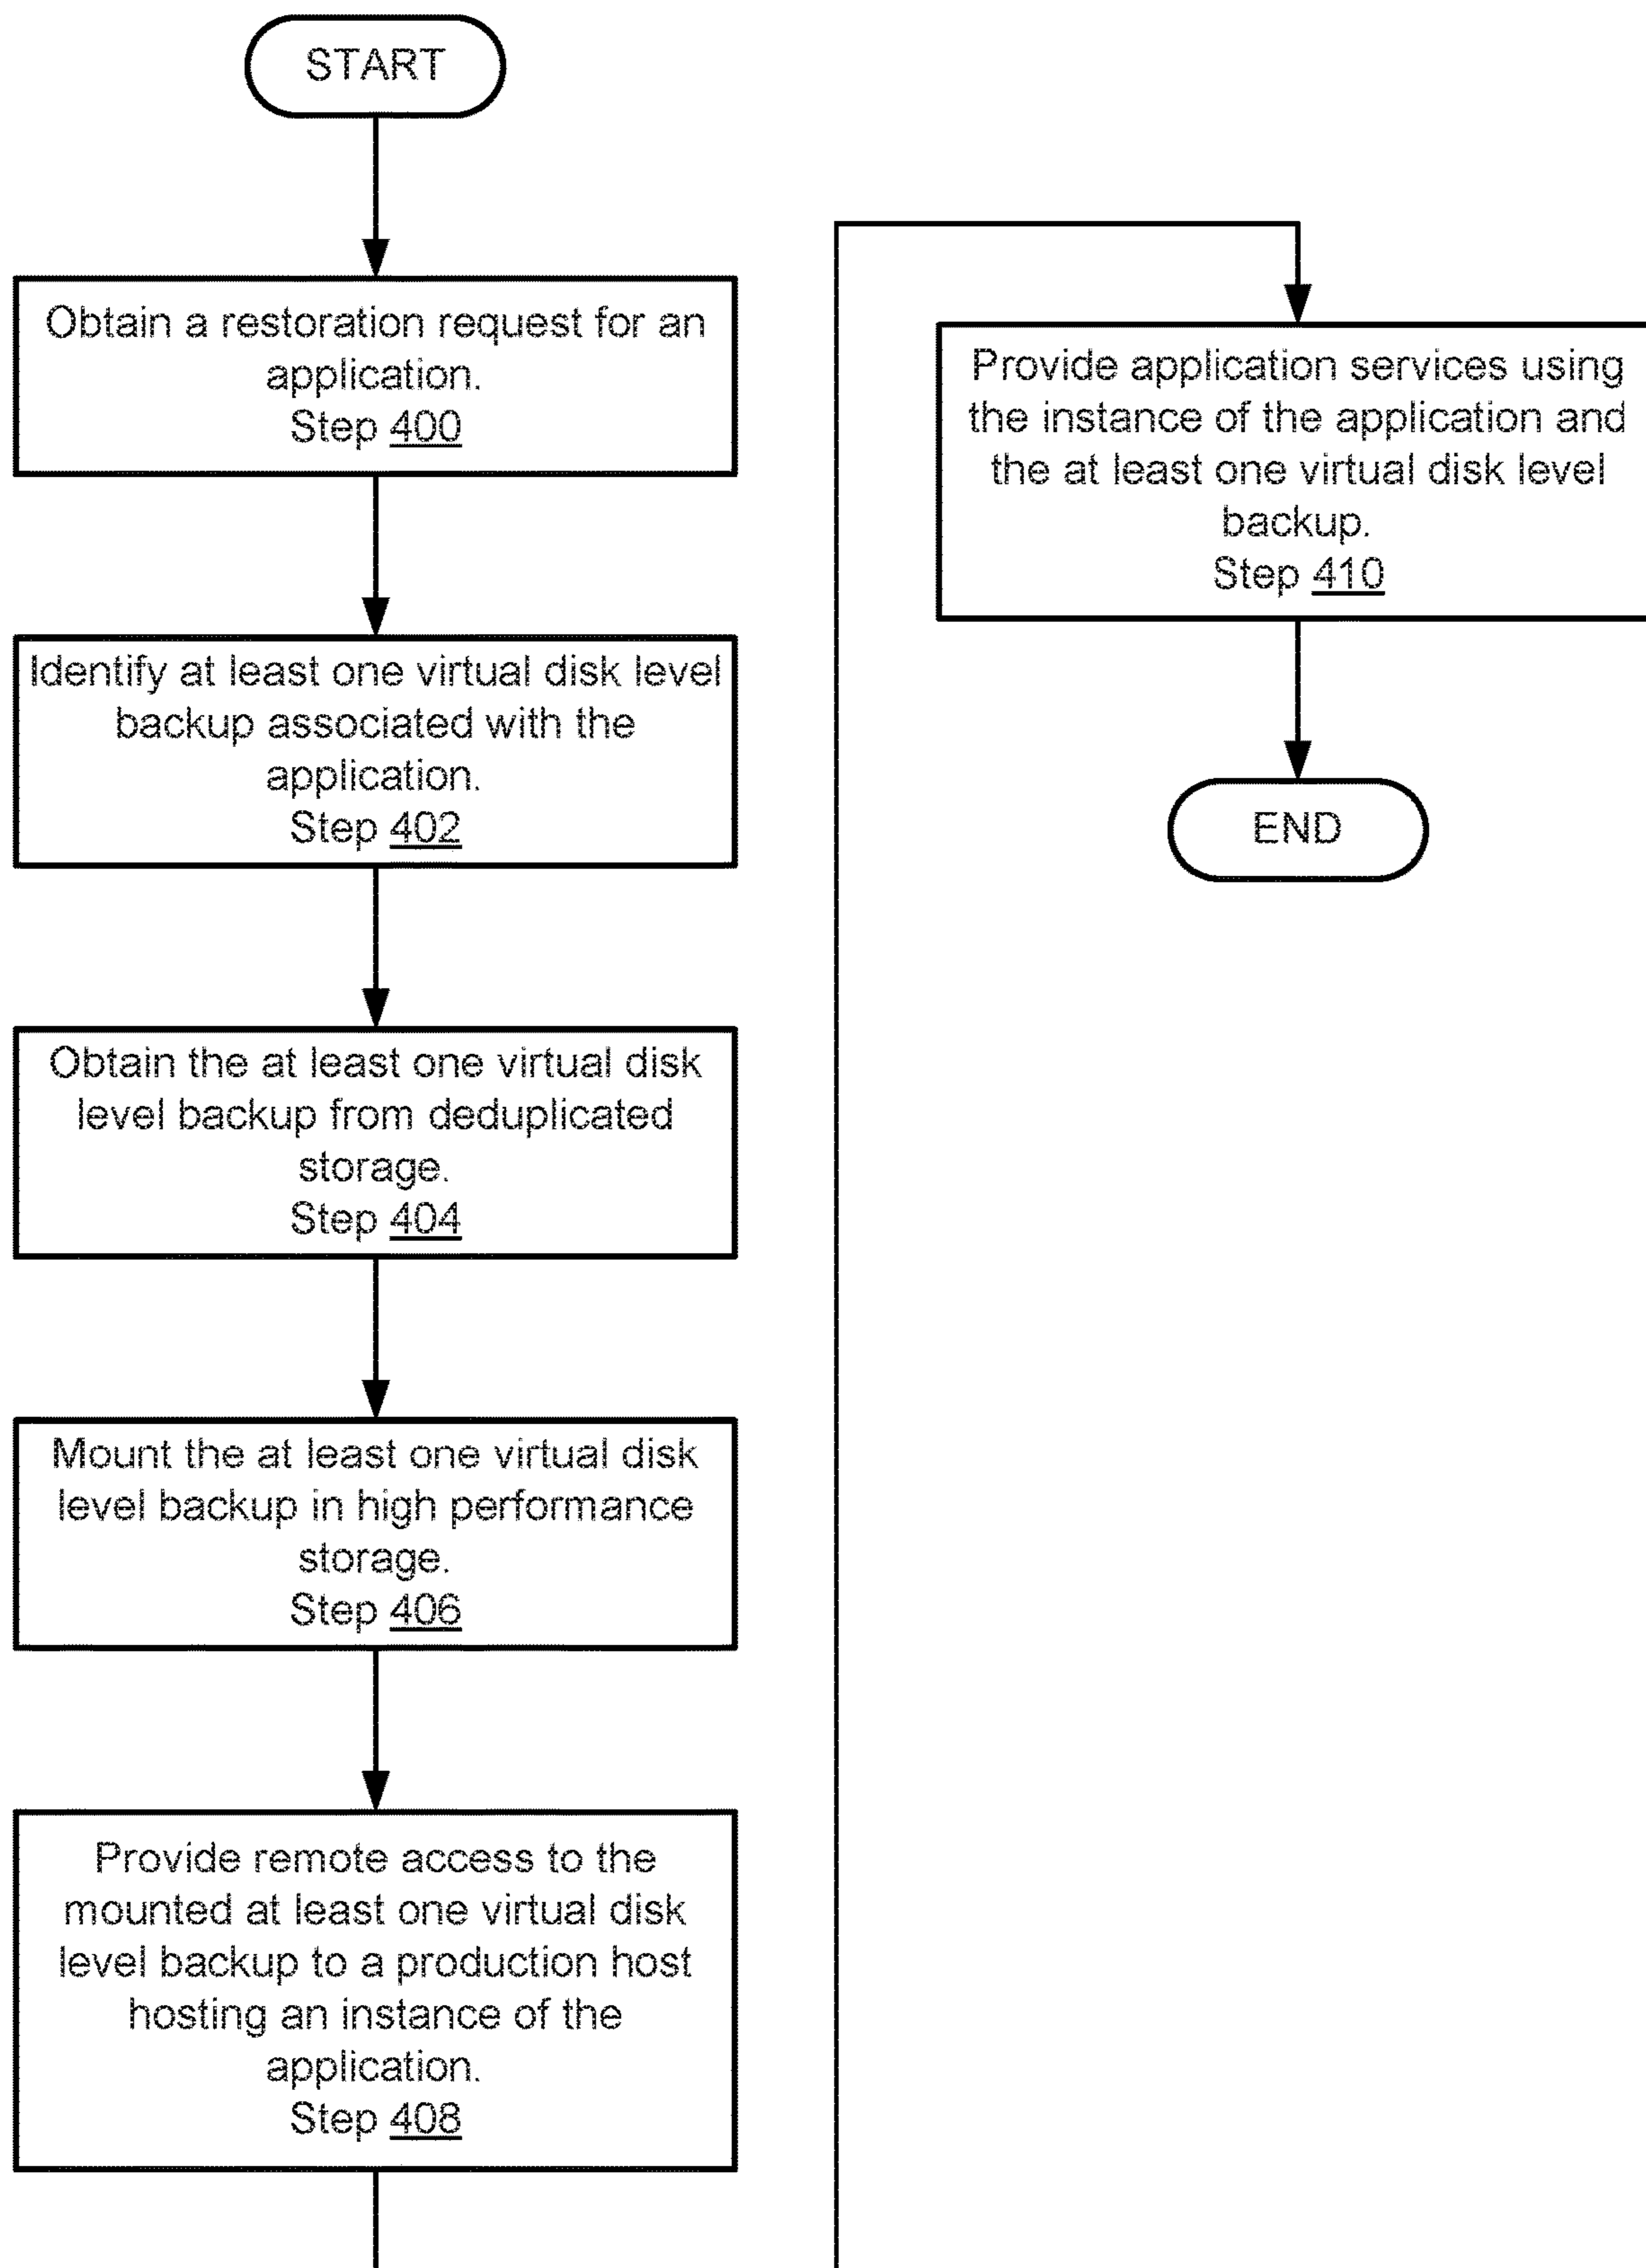 START
Obtain a restoration request for an
application.
Step 400
Identify at least one virtual disk level
backup associated with the
application.
Step 402
Obtain the at least one virtual disk
level backup from deduplicated
storage.
Step 404
Mount the at least one virtual disk
level backup in high performance
storage.
Step 406
Provide remote access to the
mounted at least one virtual disk
level backup to a production host
hosting an instance of the
application.
Step 408
Provide application services using
the instance of the application and
the at least one virtual disk level
backup.
Step 410
END